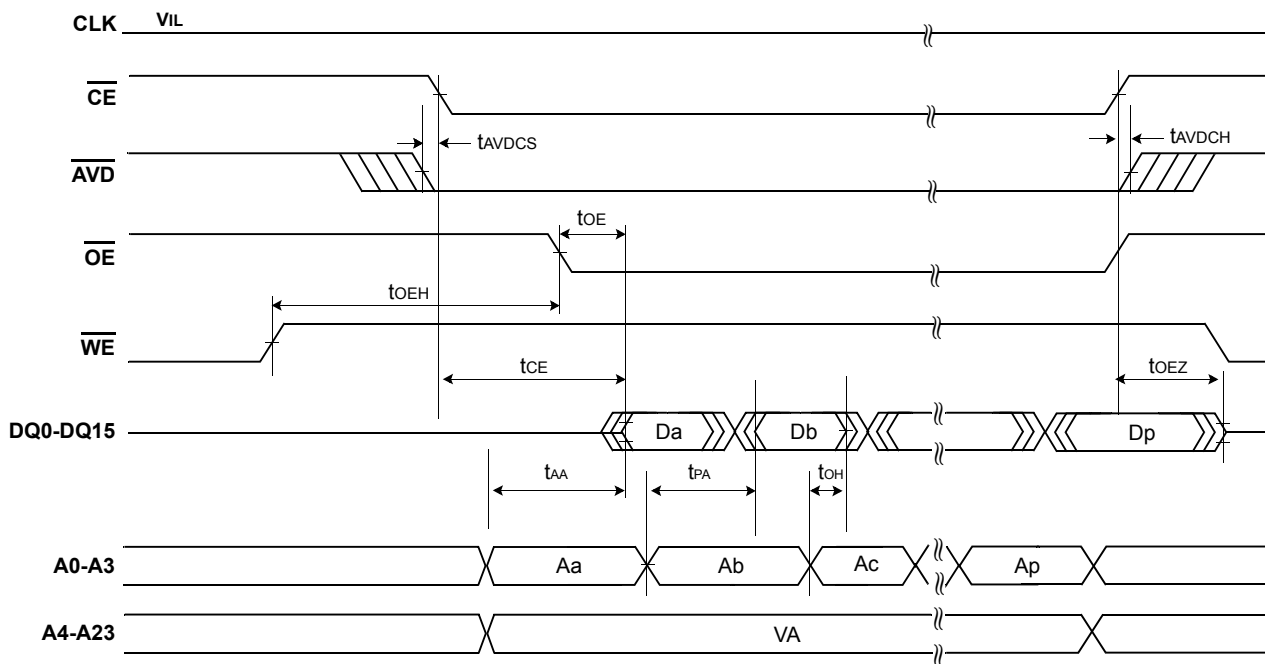 CLK VIL
CE
tAVDCS tAVDCH
AVD
tOE
OE
tOEH
WE
tCE tOEZ
DQ0-DQ15 Da Db Dp
tAA tPA tOH
A0-A3 Aa Ab Ac Ap
A4-A23 VA